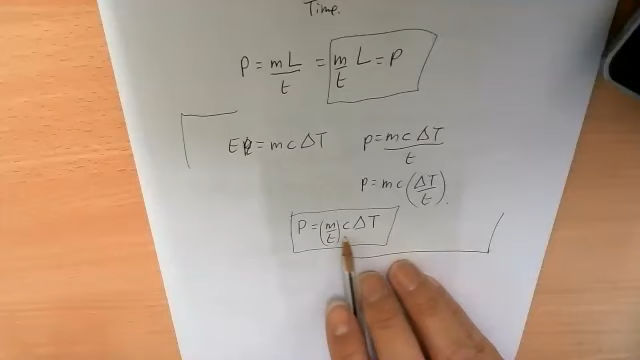 Time.
P = mL/t = m/t L = P
E = mcΔT P = mcΔT/t
P = mc(ΔT/t).
P = (m/t)cΔT